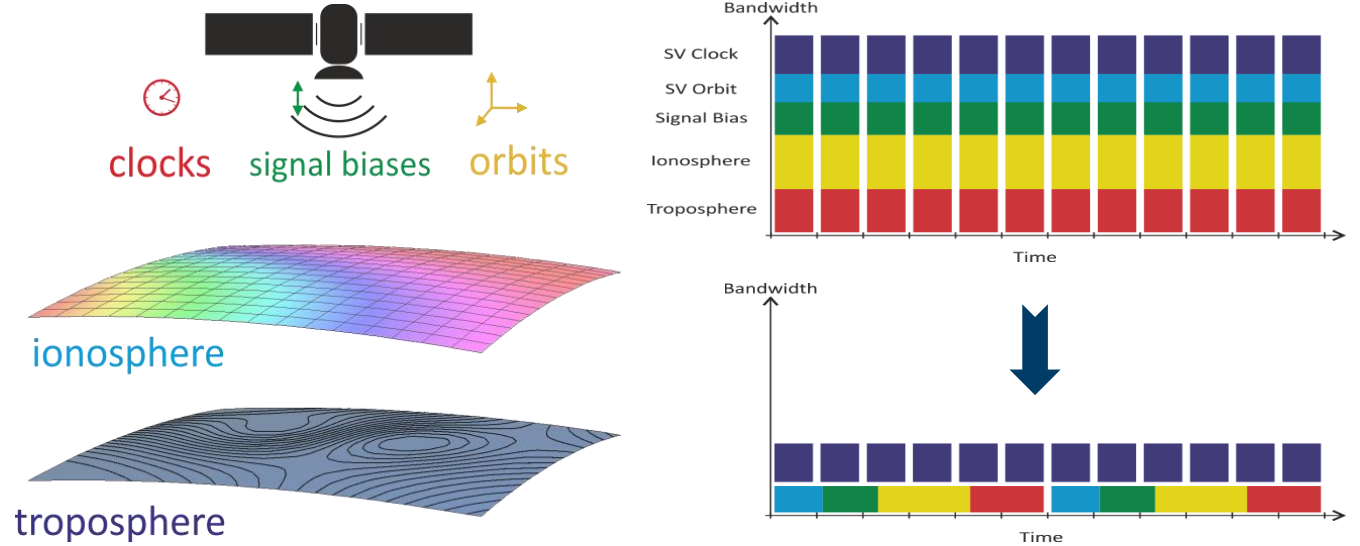 clocks
signal biases
orbits
ionosphere
troposphere
Bandwidth
SV Clock
SV Orbit
Signal Bias
Ionosphere
Troposphere
Time
Bandwidth
Time